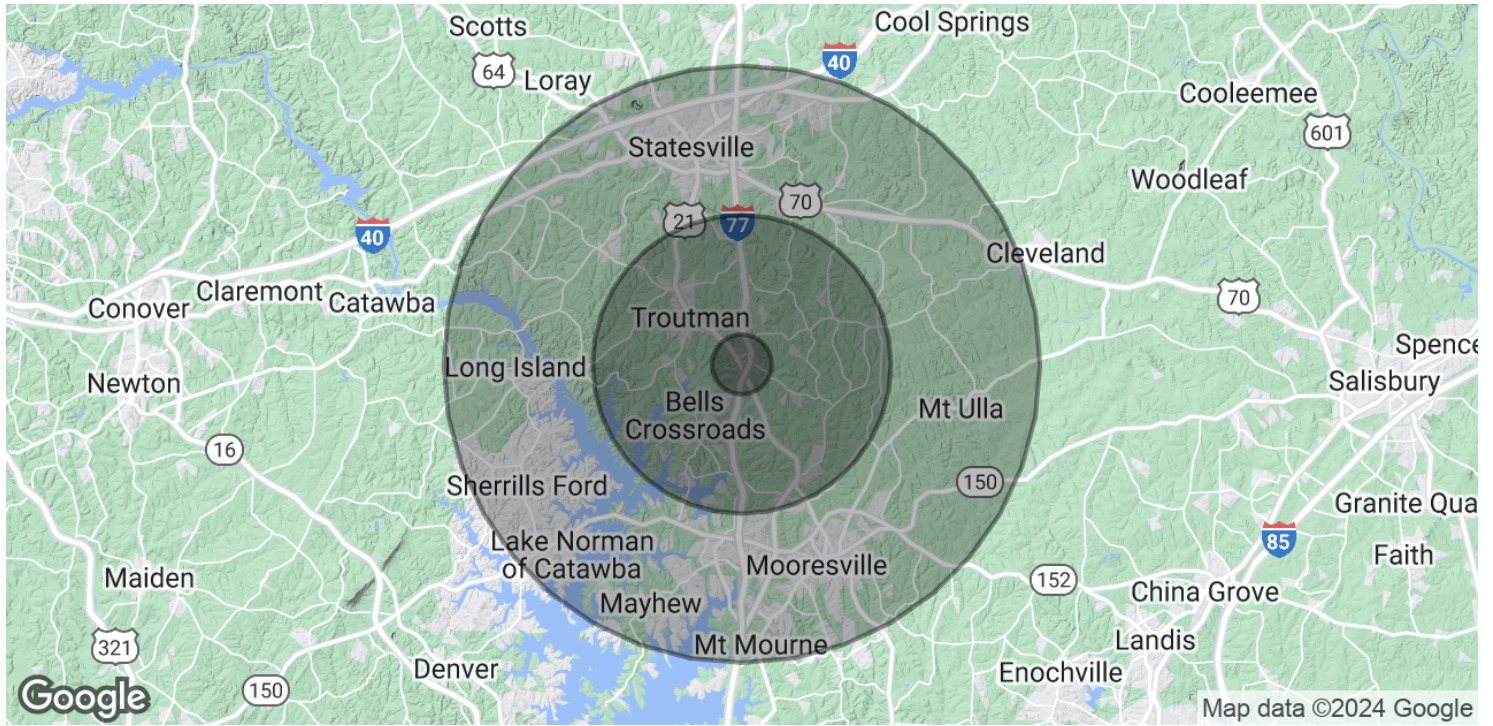 Scotts
Cool Springs
40
64
Loray
Cooleemee
601
Statesville
Woodleaf
70
21
77
40
Cleveland
Claremont
Catawba
Conover
70
Troutman
Spence
Long Island
Newton
Salisbury
Bells
Crossroads
Mt Ulla
16
150
Sherrills Ford
Granite Qua
Lake Norman
of Catawba
85
Faith
Mooresville
Maiden
152
China Grove
Mayhew
321
Mt Mourne
Landis
Denver
Enochville
150
Google
Map data ©2024 Google